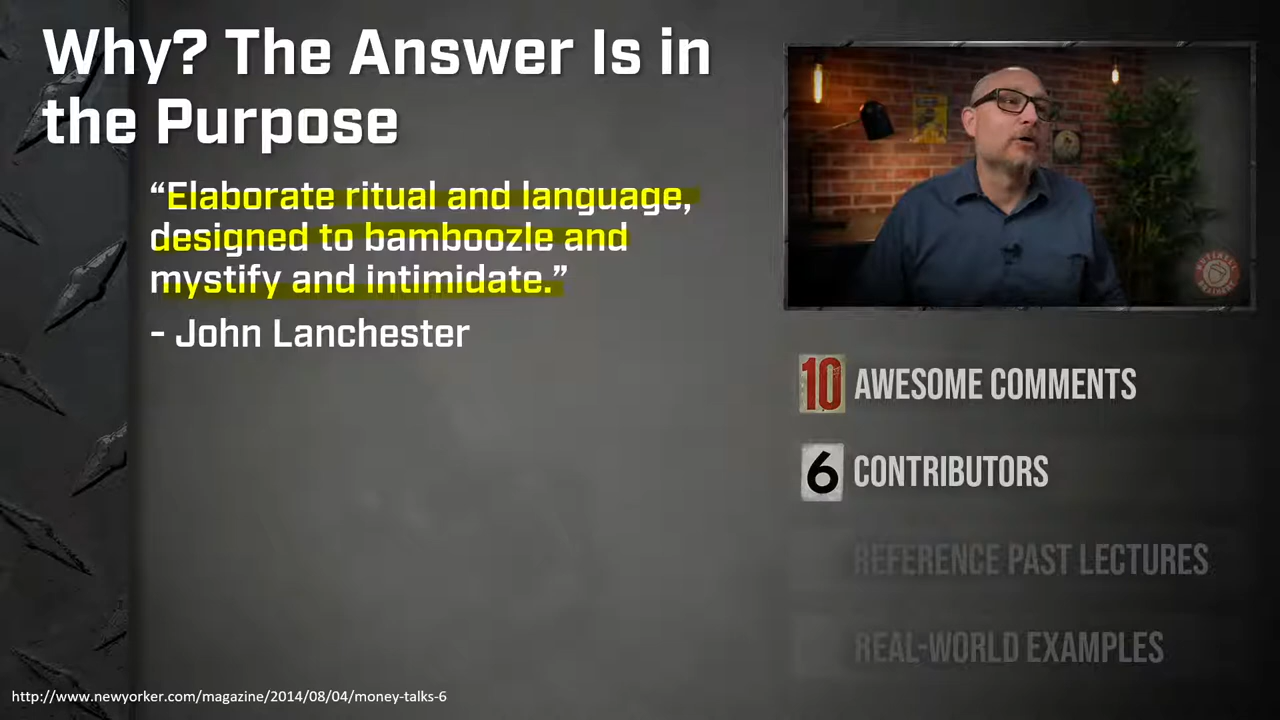 Why? The Answer Is in
the Purpose
“Elaborate ritual and language,
designed to bamboozle and
mystify and intimidate.”
- John Lanchester
10 AWESOME COMMENTS
6 CONTRIBUTORS
REFERENCE PAST LECTURES
REAL-WORLD EXAMPLES
http://www.newyorker.com/magazine/2014/08/04/money-talks-6